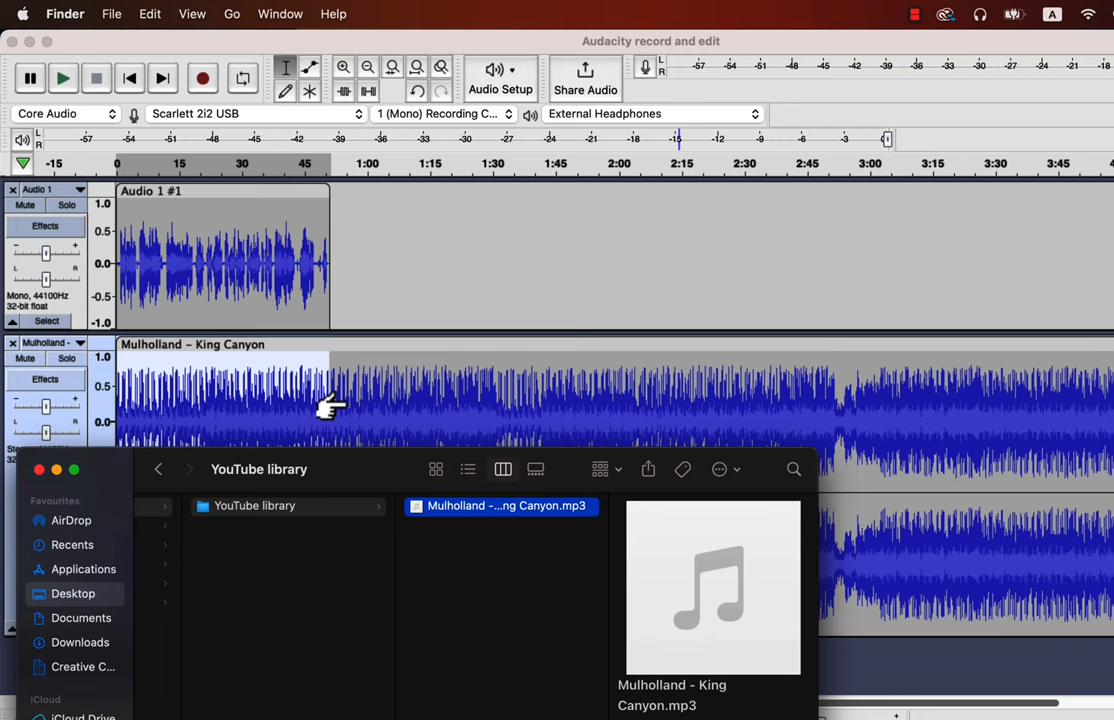 Finder File Edit View Go Window Help A
Audacity record and edit
L -57 -54 -51 -48 -45 -42 -39 -36 -33 -30 -27 -24 -21 -18
R
Audio Setup Share Audio
Core Audio Scarlett 2i2 USB 1 (Mono) Recording C... External Headphones
L -57 -54 -51 -48 -45 -42 -39 -36 -33 -30 -27 -24 -21 -18 -15 -12 -9 -6 -3 0
R
-15 0 15 30 45 1:00 1:15 1:30 1:45 2:00 2:15 2:30 2:45 3:00 3:15 3:30 3:45
Audio 1 Audio 1 #1
Mute Solo 1.0
Effects 0.5
- +
0.0
L R
Mono, 44100Hz -0.5
32-bit float
Select -1.0
Mulholland - Mulholland - King Canyon
Mute Solo 1.0
Effects 0.5
- +
0.0
L R
YouTube library
Favourites
AirDrop
Recents
Applications
Desktop
Documents
Downloads
Creative C...
iCloud
iCloud Drive
YouTube library
Mulholland -...ng Canyon.mp3
Mulholland - King
Canyon.mp3
+